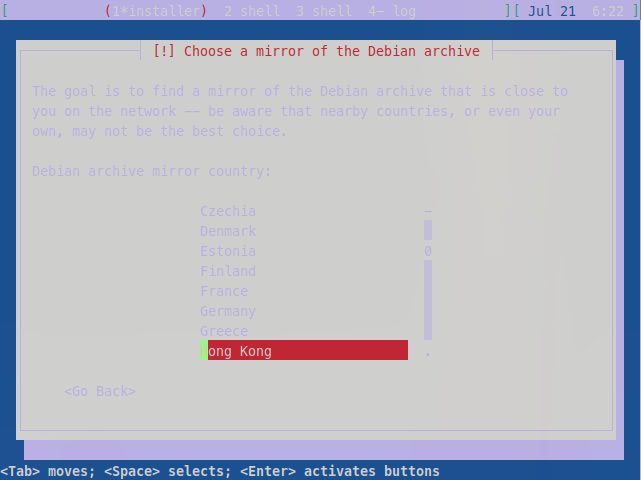 [ (1*installer) 2 shell 3 shell 4- log ][ Jul 21 6:22 ]
[!] Choose a mirror of the Debian archive
The goal is to find a mirror of the Debian archive that is close to
you on the network -- be aware that nearby countries, or even your
own, may not be the best choice.
Debian archive mirror country:
Czechia
Denmark
Estonia
Finland
France
Germany
Greece
ong Kong
<Go Back>
<Tab> moves; <Space> selects; <Enter> activates buttons